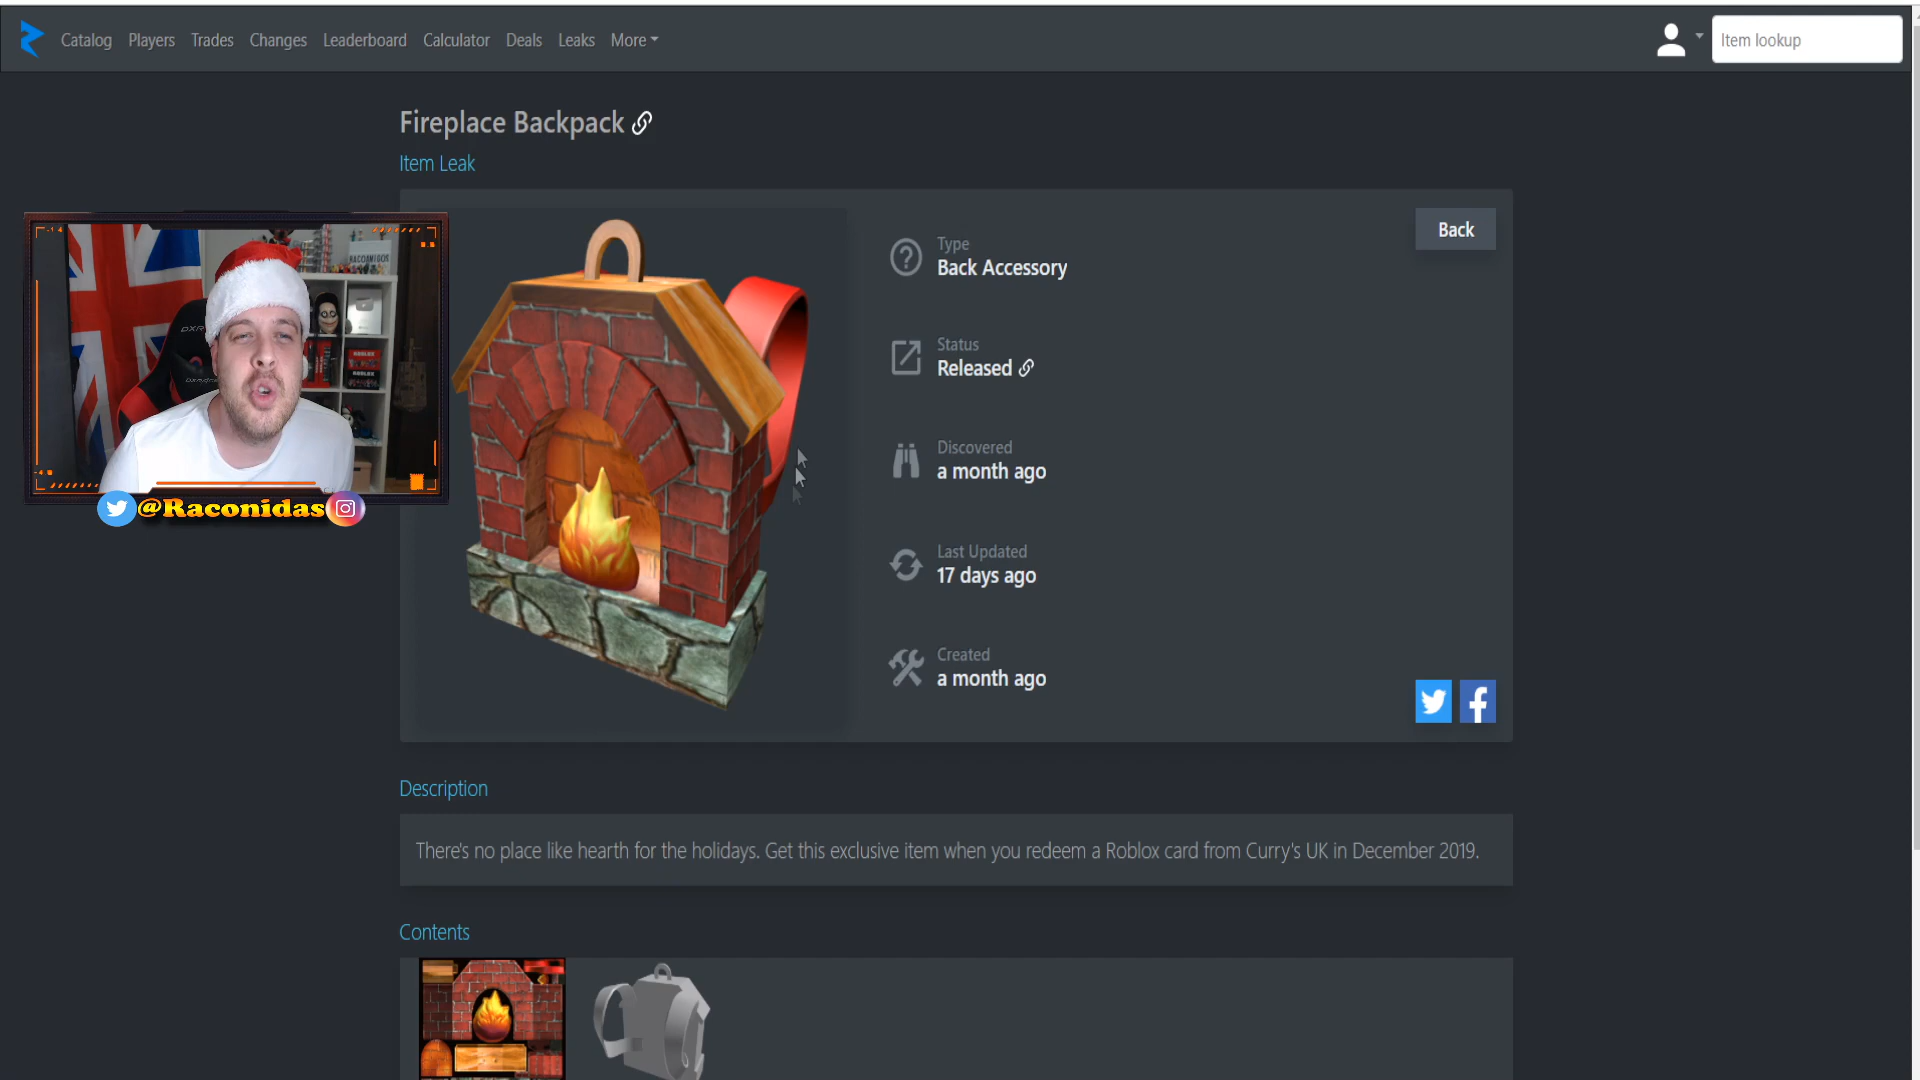 Catalog Players Trades Changes Leaderboard Calculator Deals Leaks More
Item lookup
Fireplace Backpack
Item Leak
Back
Type
Back Accessory
Status
Released
Discovered
a month ago
Last Updated
17 days ago
Created
a month ago
RACOAMIGOS
@Raconidas
Description
There's no place like hearth for the holidays. Get this exclusive item when you redeem a Roblox card from Curry's UK in December 2019.
Contents